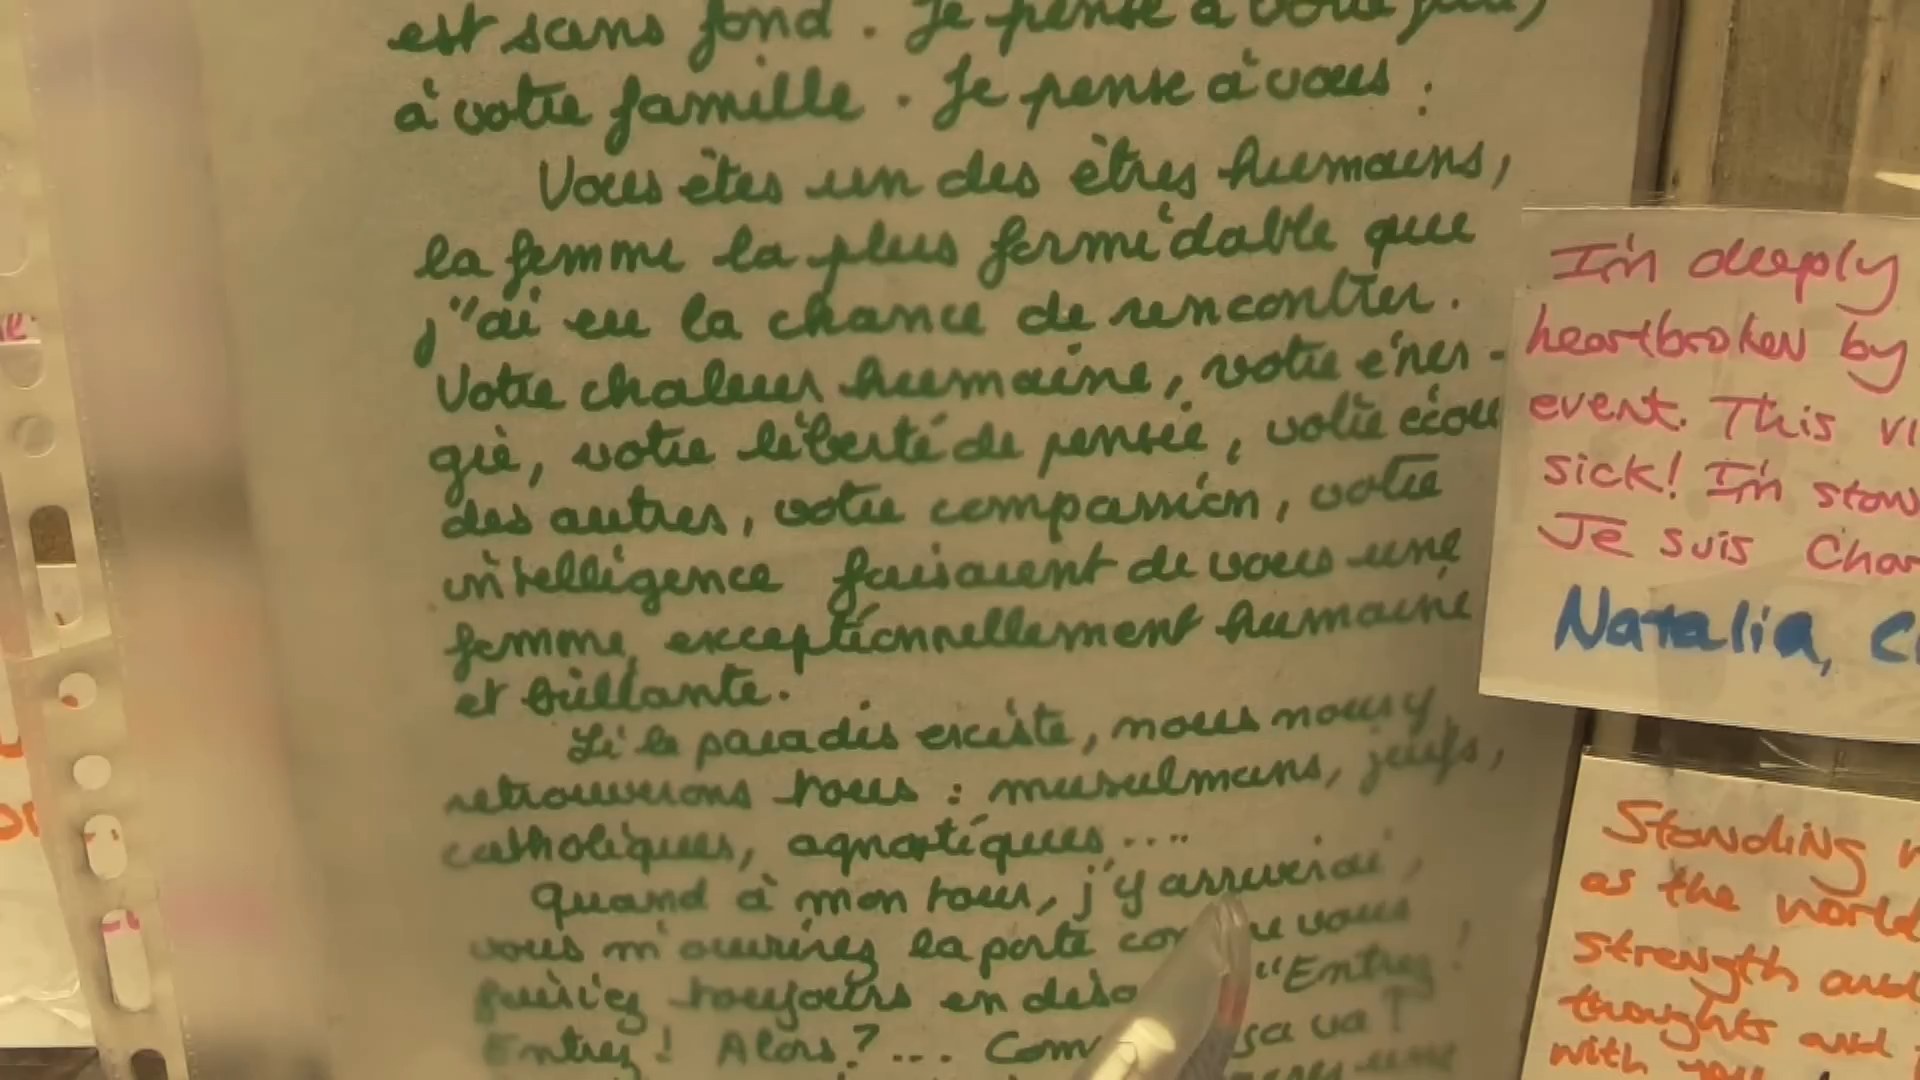 est sans fond. Je pense à votre
à votre famille. Je pense à vous.
Vous êtes un des êtres humains,
la femme la plus formidable que
j'ai eu la chance de rencontrer.
Votre chaleur humaine, votre éner-
gie, votre liberté de pensée, votre écou
des autres, votre compassion, votre
intelligence faisaient de vous une
femme exceptionnellement humaine
et brillante.
Si le paradis existe, nous nous y
retrouverons tous : musulmans, juifs,
catholiques, agnostiques....
Quand à mon tour, j'y arriverai,
vous m'ouvrirez la porte vous
toujours en "Entrez!
Entrez! Alors?... Com ça va?
I'm deeply
heartbroken by
event. This vi
sick! I'm stan
Je suis Char
Natalia, C
Standing
as the world
strength and
thoughts and
with you